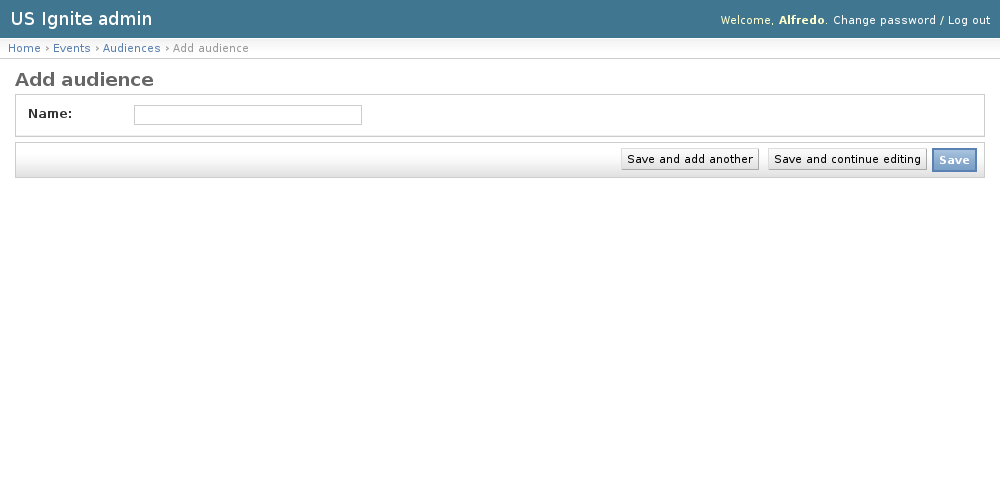 US Ignite admin
Welcome, Alfredo. Change password / Log out
Home › Events › Audiences › Add audience
Add audience
Name:
Save and add another Save and continue editing Save